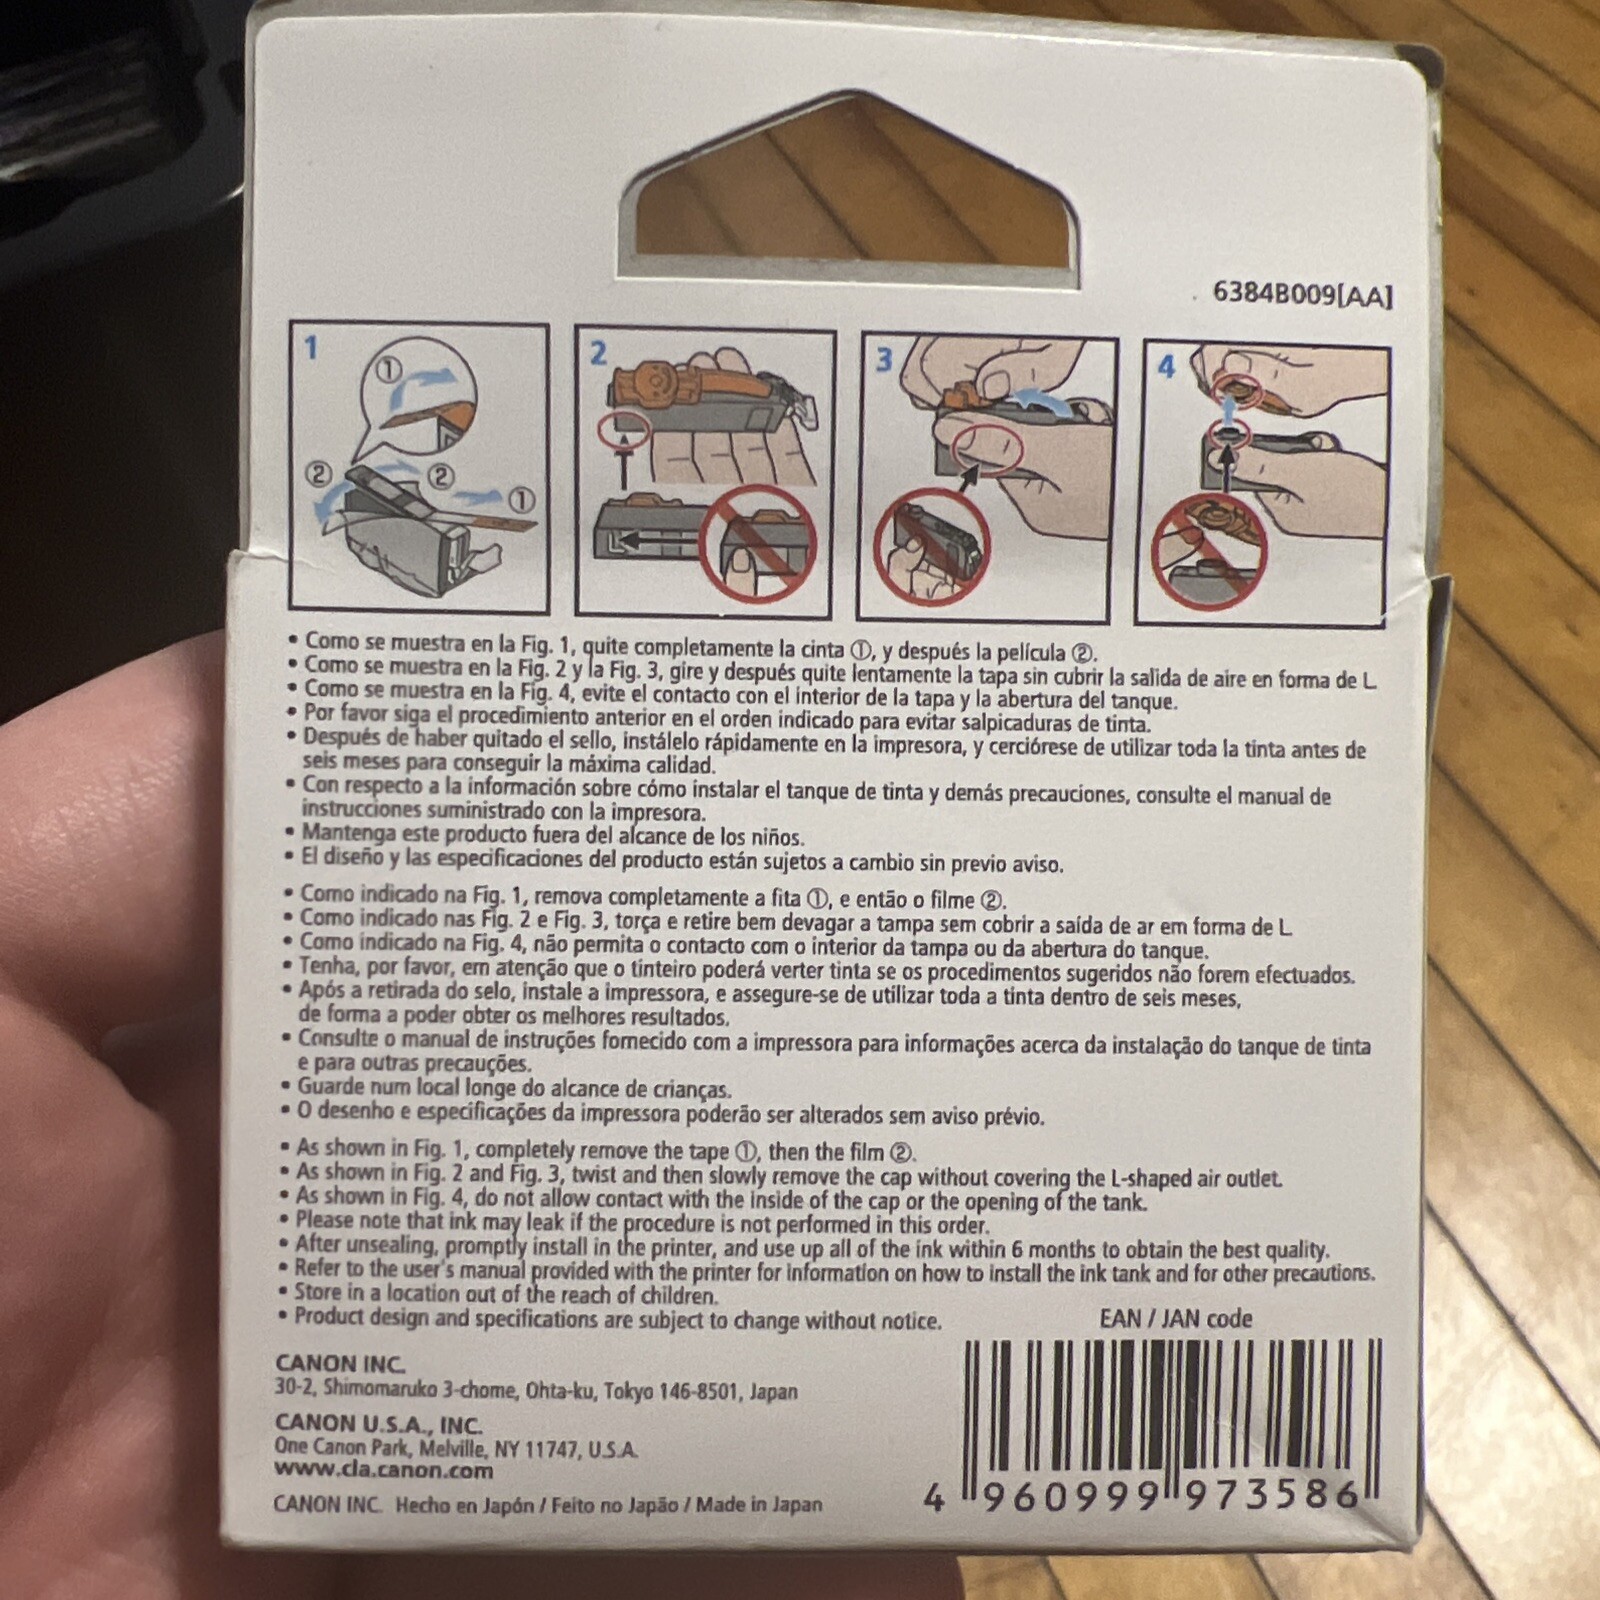 6384B009[AA]
1
①
②
②
①
2
3
4
• Como se muestra en la Fig. 1, quite completamente la cinta ①, y después la película ②.
• Como se muestra en la Fig. 2 y la Fig. 3, gire y después quite lentamente la tapa sin cubrir la salida de aire en forma de L
• Como se muestra en la Fig. 4, evite el contacto con el interior de la tapa y la abertura del tanque.
• Por favor siga el procedimiento anterior en el orden indicado para evitar salpicaduras de tinta.
• Después de haber quitado el sello, instálelo rápidamente en la impresora, y cerciórese de utilizar toda la tinta antes de
seis meses para conseguir la máxima calidad.
• Con respecto a la información sobre cómo instalar el tanque de tinta y demás precauciones, consulte el manual de
instrucciones suministrado con la impresora.
• Mantenga este producto fuera del alcance de los niños.
• El diseño y las especificaciones del producto están sujetos a cambio sin previo aviso.
• Como indicado na Fig. 1, remova completamente a fita ①, e então o filme ②.
• Como indicado nas Fig. 2 e Fig. 3, torça e retire bem devagar a tampa sem cobrir a saída de ar em forma de L
• Como indicado na Fig. 4, não permita o contacto com o interior da tampa ou da abertura do tanque.
• Tenha, por favor, em atenção que o tinteiro poderá verter tinta se os procedimentos sugeridos não forem efectuados.
• Após a retirada do selo, instale a impressora, e assegure-se de utilizar toda a tinta dentro de seis meses,
de forma a poder obter os melhores resultados.
• Consulte o manual de instruções fornecido com a impressora para informações acerca da instalação do tanque de tinta
e para outras precauções.
• Guarde num local longe do alcance de crianças.
• O desenho e especificações da impressora poderão ser alterados sem aviso prévio.
• As shown in Fig. 1, completely remove the tape ①, then the film ②.
• As shown in Fig. 2 and Fig. 3, twist and then slowly remove the cap without covering the L-shaped air outlet.
• As shown in Fig. 4, do not allow contact with the inside of the cap or the opening of the tank.
• Please note that ink may leak if the procedure is not performed in this order.
• After unsealing, promptly install in the printer, and use up all of the ink within 6 months to obtain the best quality.
• Refer to the user's manual provided with the printer for information on how to install the ink tank and for other precautions.
• Store in a location out of the reach of children.
• Product design and specifications are subject to change without notice.
EAN / JAN code
CANON INC.
30-2, Shimomaruko 3-chome, Ohta-ku, Tokyo 146-8501, Japan
CANON U.S.A., INC.
One Canon Park, Melville, NY 11747, U.S.A.
www.cla.canon.com
CANON INC. Hecho en Japón / Feito no Japão / Made in Japan
4 960999 973586